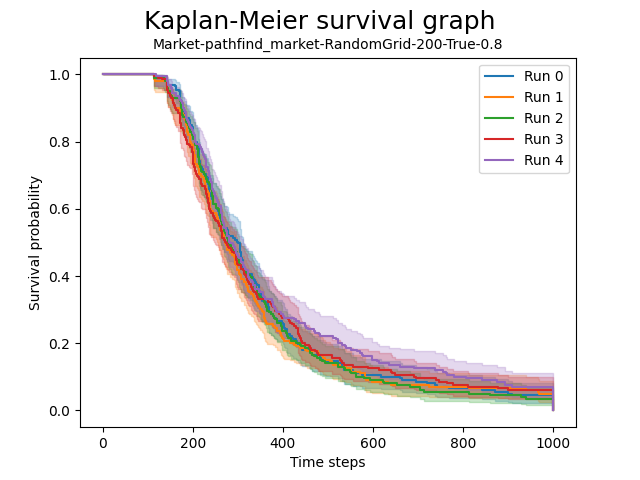 Kaplan-Meier survival graph
Market-pathfind_market-RandomGrid-200-True-0.8
Run 0
Run 1
Run 2
Run 3
Run 4
Survival probability
1.0
0.8
0.6
0.4
0.2
0.0
0 200 400 600 800 1000
Time steps